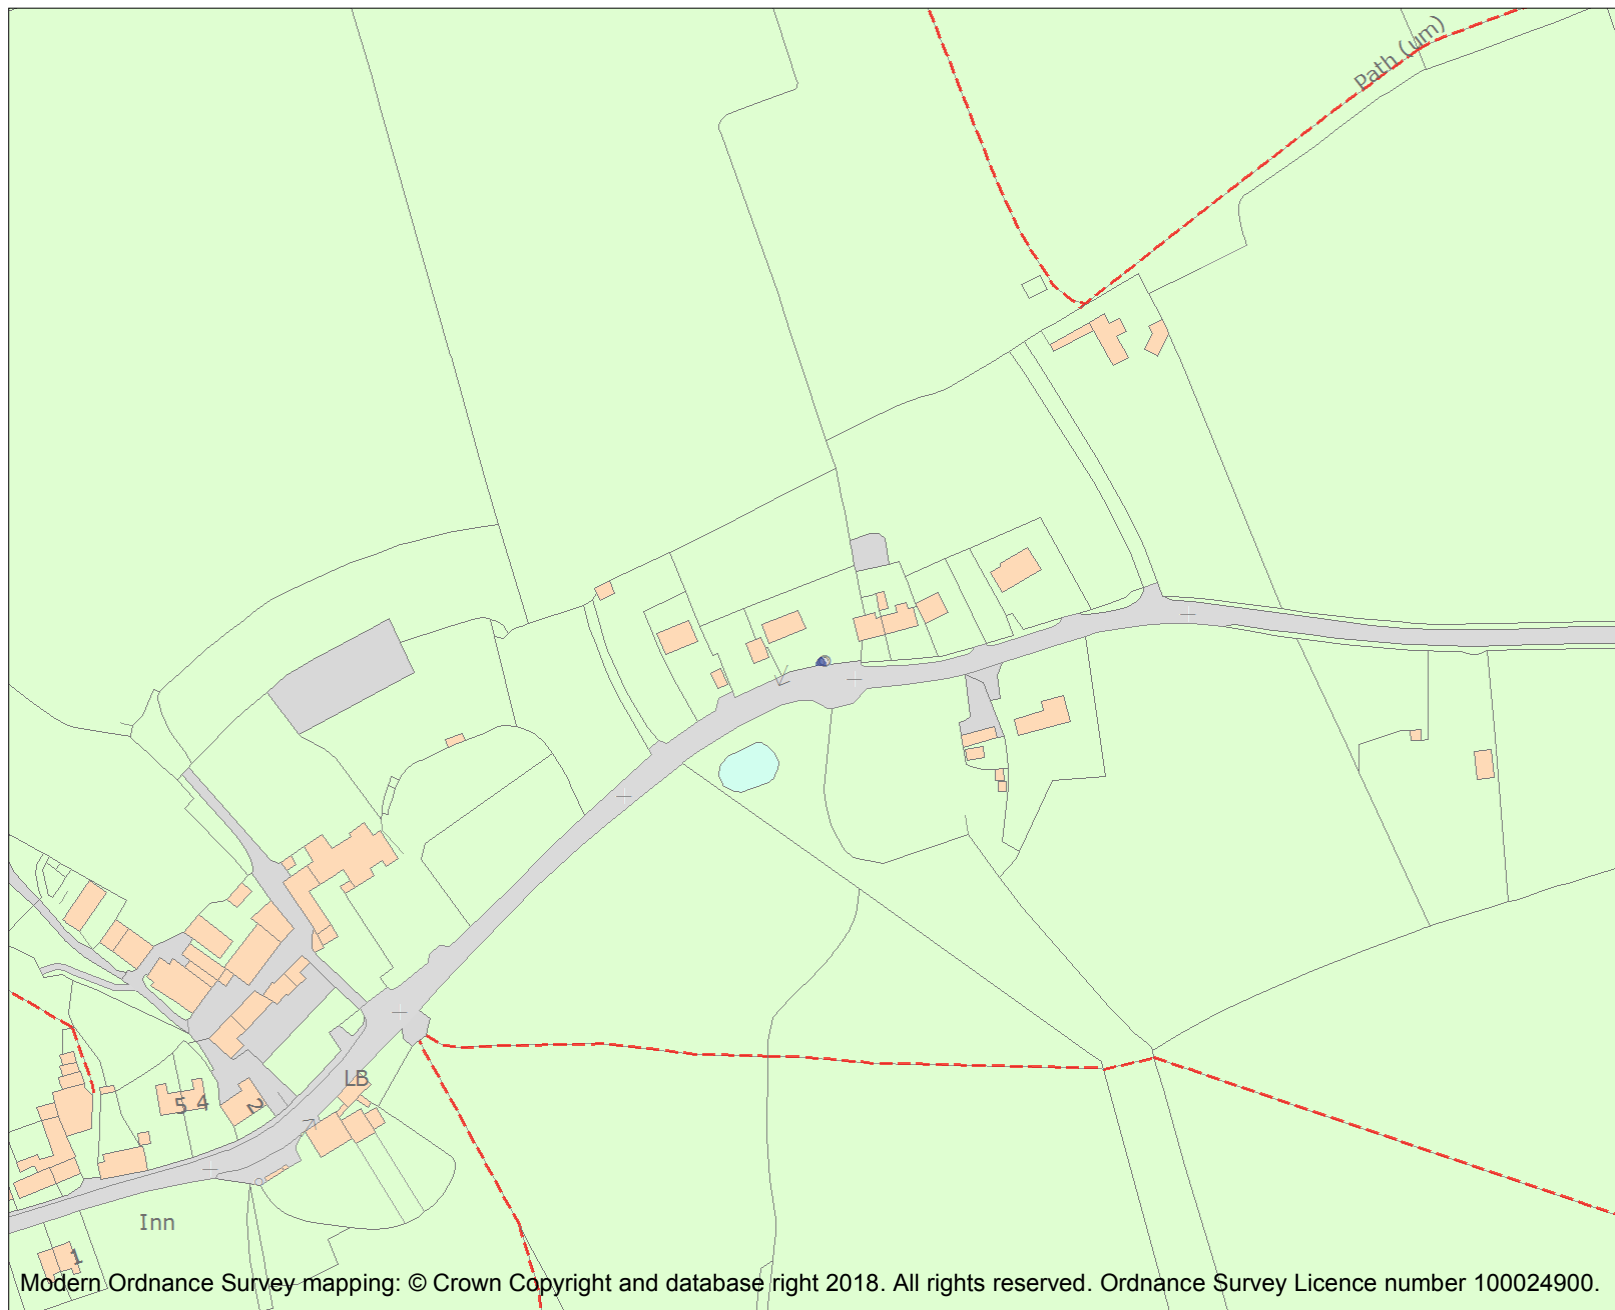 Path (um)
LB
5 4
2
Inn
1
Modern Ordnance Survey mapping: © Crown Copyright and database right 2018. All rights reserved. Ordnance Survey Licence number 100024900.